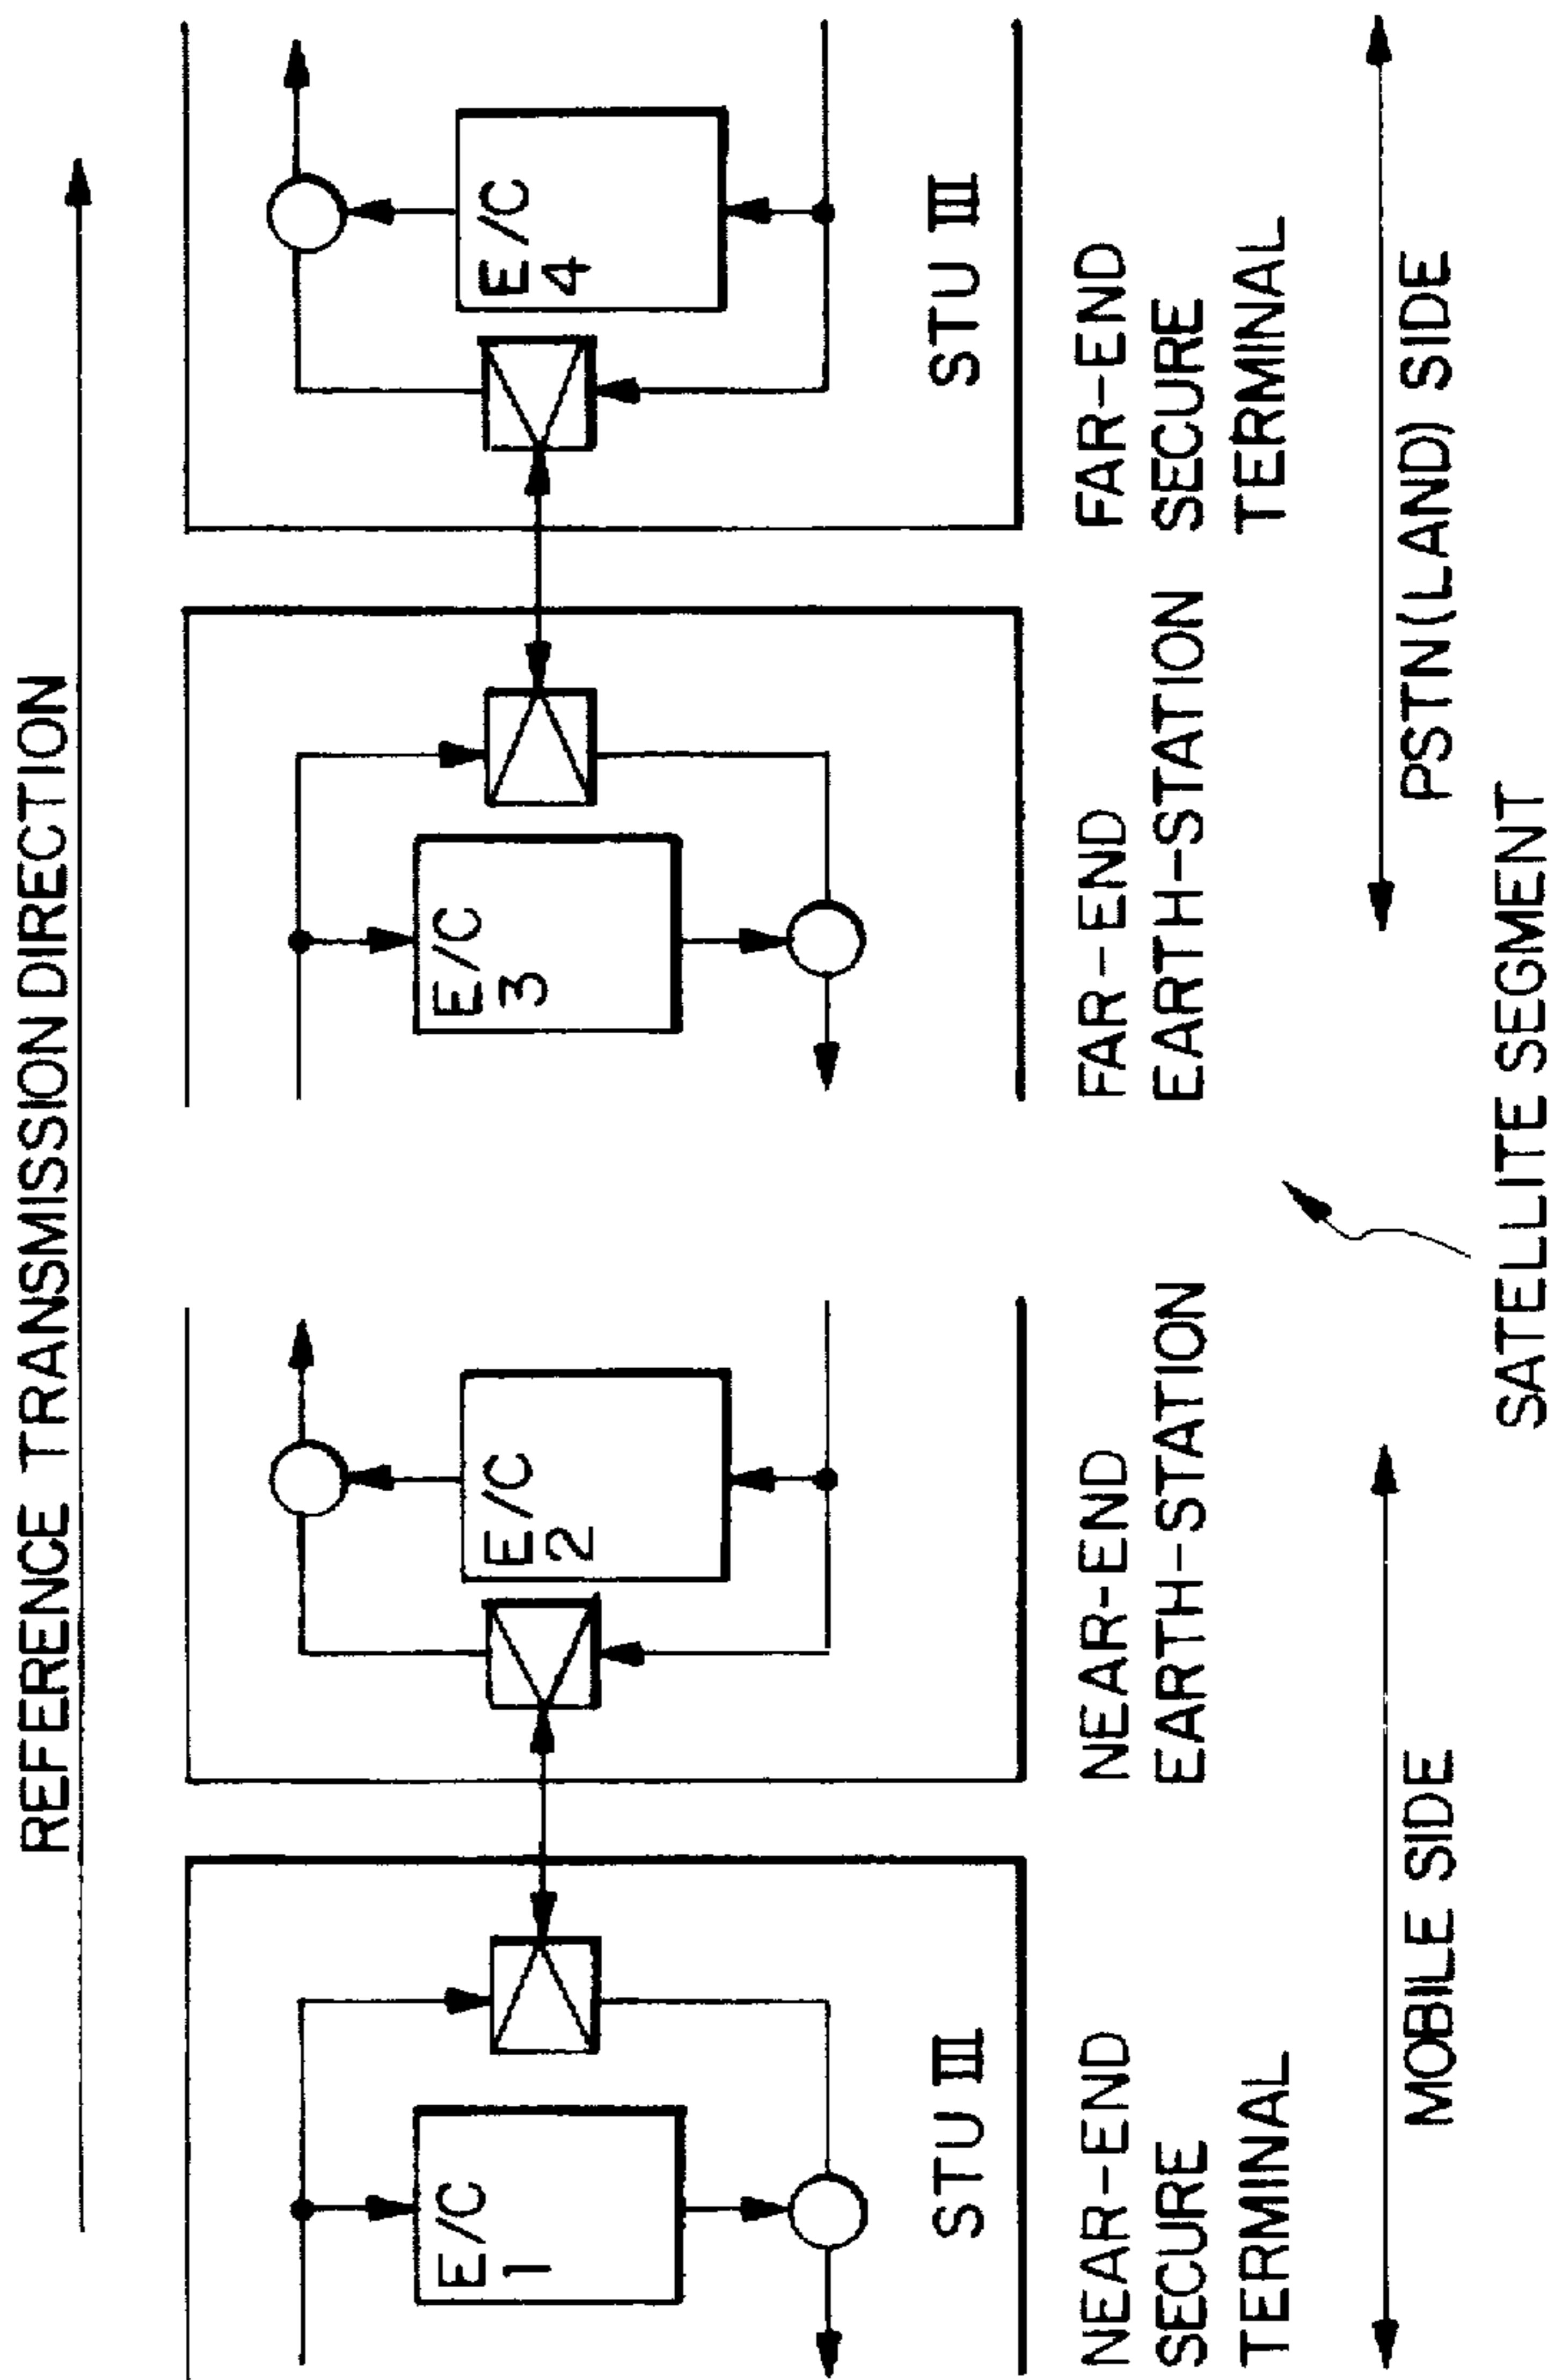 REFERENCE TRANSMISSION DIRECTION
E/C
1
STU III
NEAR-END
SECURE
TERMINAL
E/C
2
NEAR-END
EARTH-STATION
E/C
3
FAR-END
EARTH-STATION
E/C
4
STU III
FAR-END
SECURE
TERMINAL
MOBILE SIDE
PSTN (LAND) SIDE
SATELLITE SEGMENT